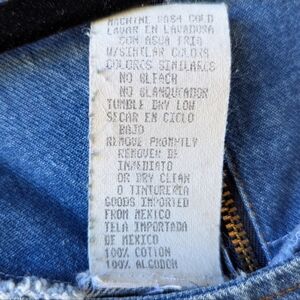 MACHINE WASH COLD
LAVAR EN LAVADORA
CON AGUA FRIA
W/SIMILAR COLORS
COLORES SIMILARES
NO BLEACH
NO BLANQUEADOR
TUMBLE DRY LOW
SECAR EN CICLO
BAJO
REMOVE PROMPTLY
REMOVER DE
INMEDIATO
OR DRY CLEAN
O TINTURERIA
GOODS IMPORTED
FROM MEXICO
TELA IMPORTADA
DE MEXICO
100% COTTON
100% ALGODON